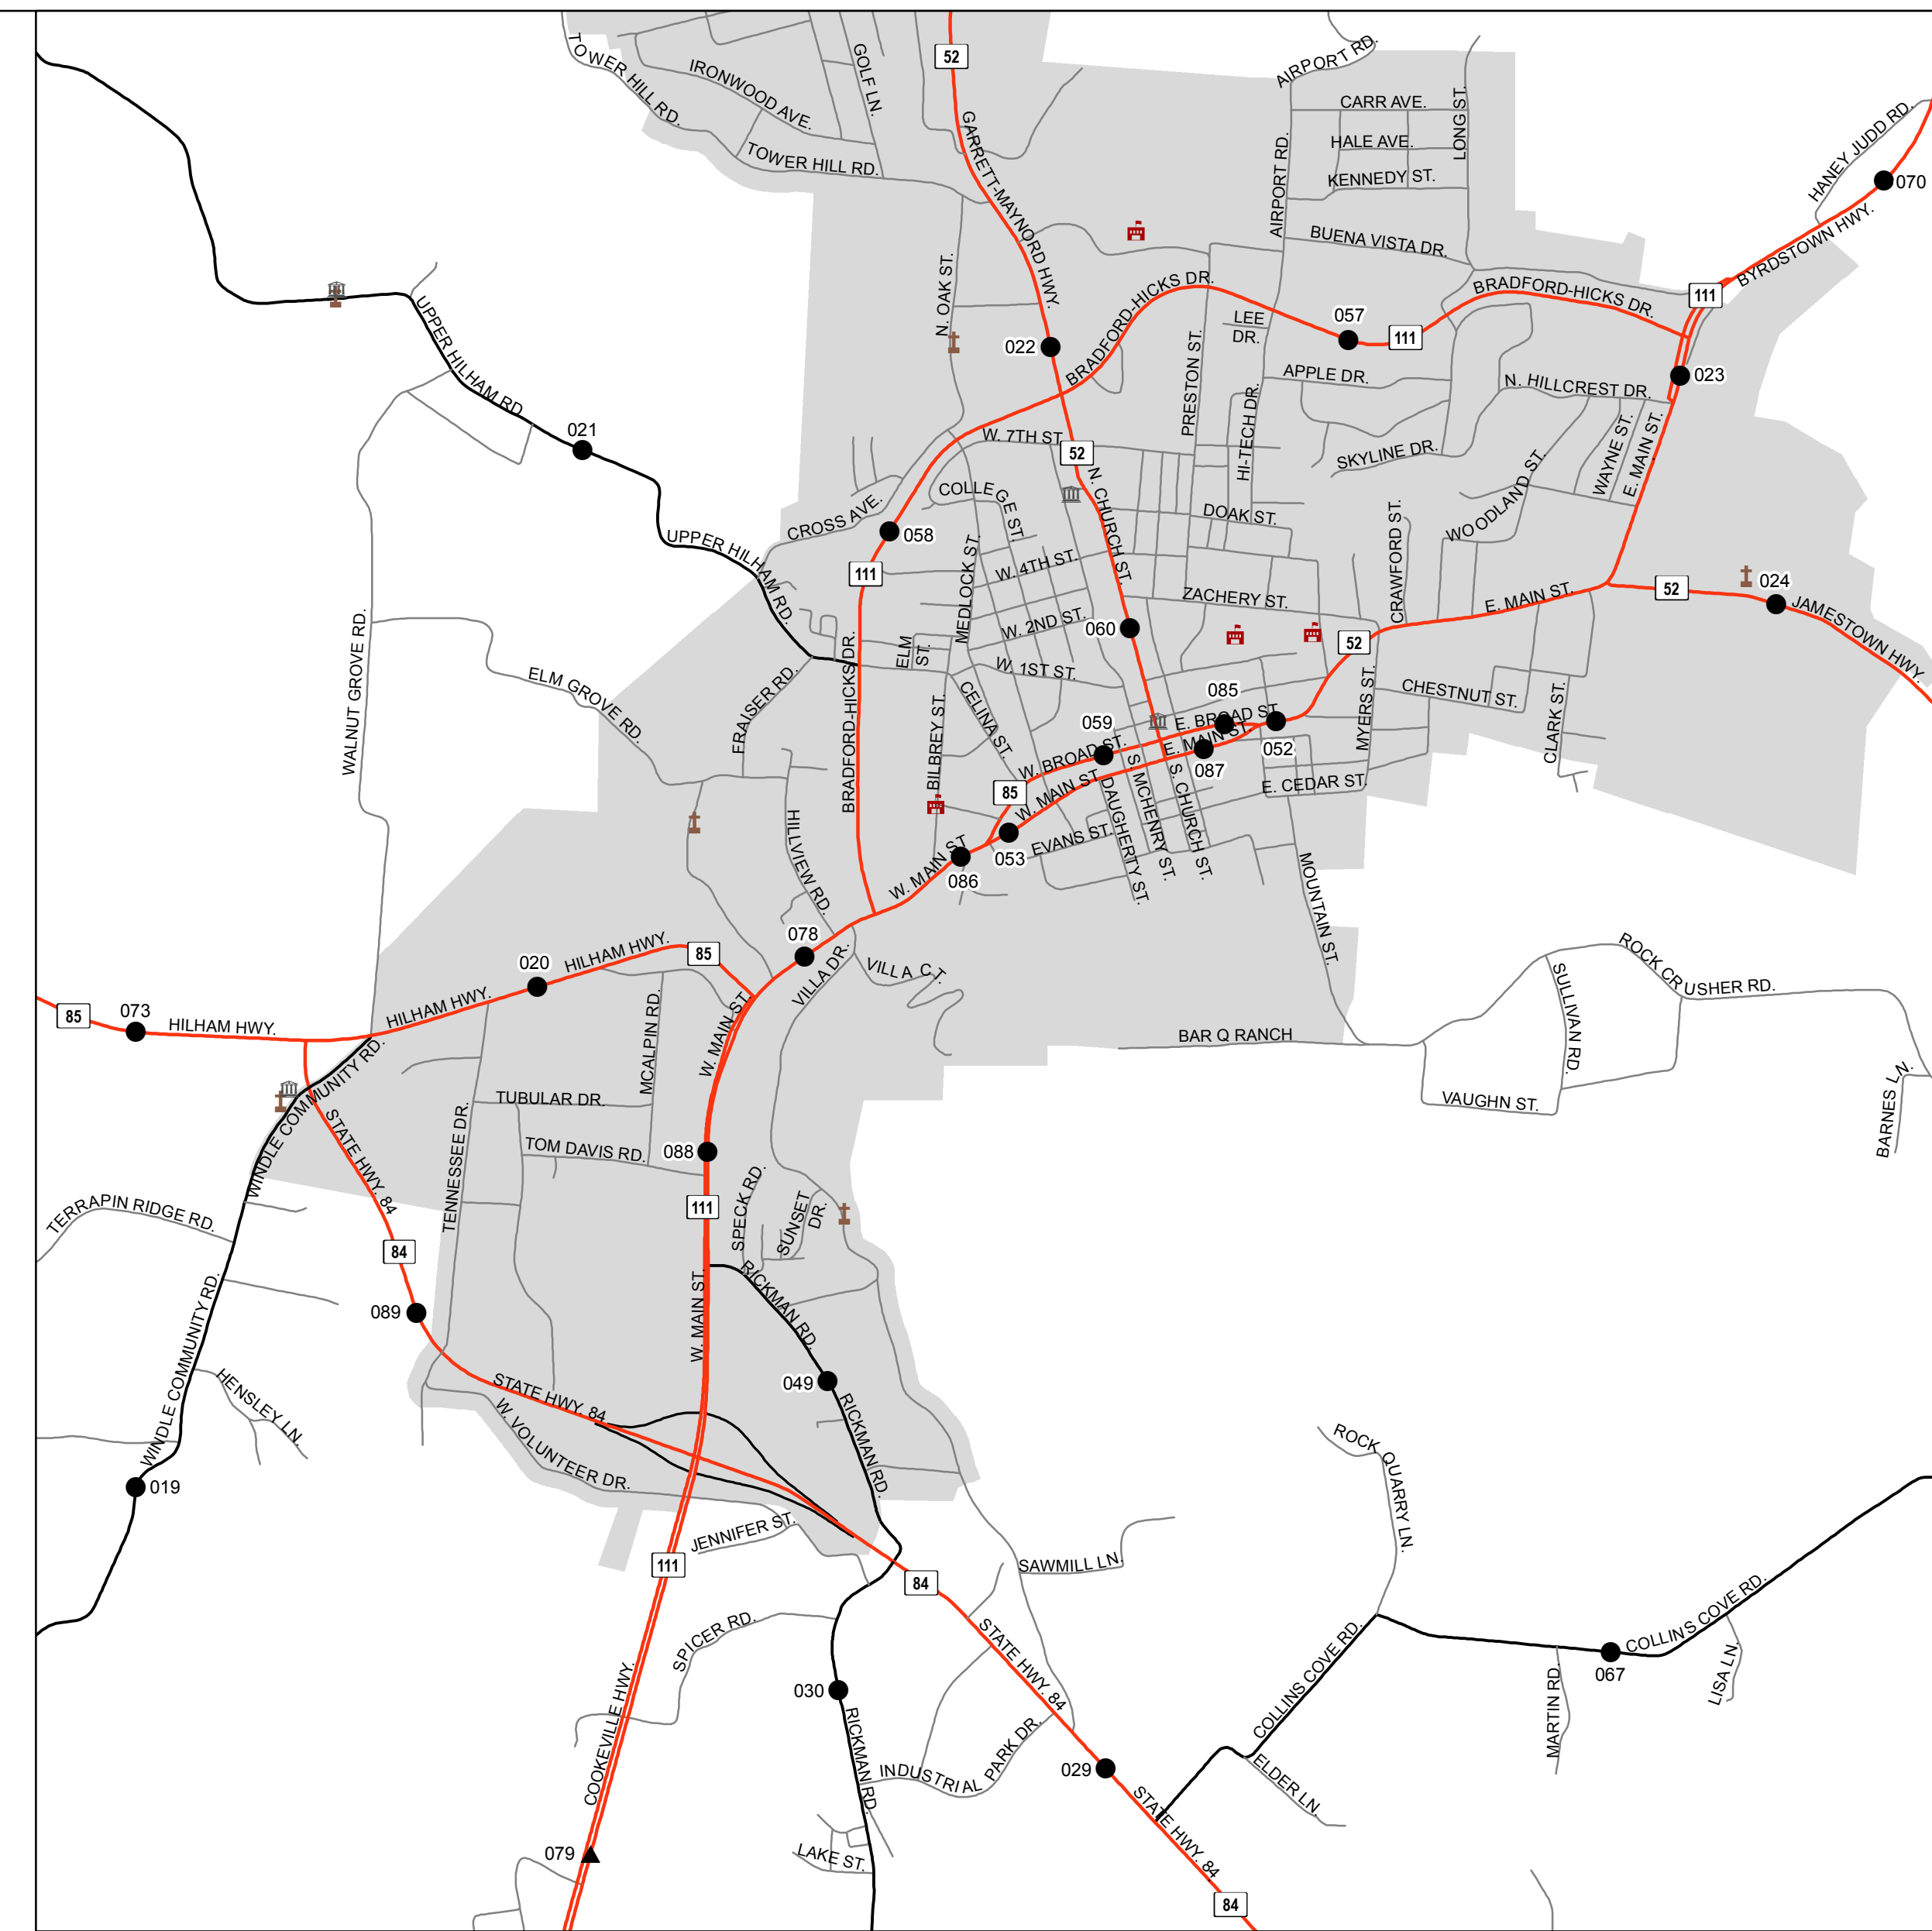 52
AIRPORT RD.
TOWER HILL RD.
IRONWOOD AVE.
GOLF LN.
CARR AVE.
LONG ST.
HALE AVE.
KENNEDY ST.
HANEY JUDD RD.
070
TOWER HILL RD.
GARRETT-MAYNORD HWY.
AIRPORT RD.
BUENA VISTA DR.
BYRDSTOWN HWY.
111
BRADFORD-HICKS DR.
BRADFORD-HICKS DR.
N. OAK ST.
UPPER HILHAM RD
022
LEE
DR.
057
111
PRESTON ST.
APPLE DR.
N. HILLCREST DR.
023
021
W. 7TH ST.
52
HI-TECH DR.
SKYLINE DR.
WAYNE ST.
E. MAIN ST.
WOODLAND ST.
COLLEGE ST.
N. CHURCH ST.
DOAK ST.
CRAWFORD ST.
CROSS AVE.
058
UPPER HILHAM RD.
111
MEDLOCK ST.
W. 4TH ST.
ZACHERY ST.
E. MAIN ST.
52
024
JAMESTOWN HWY.
W. 2ND ST.
060
52
ELM
ST.
W. 1ST ST.
WALNUT GROVE RD.
ELM GROVE RD.
FRAISER RD.
BRADFORD-HICKS DR.
BILBREY ST.
CELINA ST.
085
059
E. BROAD ST.
052
MYERS ST.
CHESTNUT ST.
CLARK ST.
W. BROAD ST.
E. MAIN ST.
087
85
W. MAIN ST.
E. CEDAR ST.
DAUGHERTY ST.
S. MCHENRY ST.
S. CHURCH ST.
053
EVANS ST.
HILLVIEW RD.
W. MAIN ST
086
MOUNTAIN ST.
078
VILLA DR.
VILLA CT.
HILHAM HWY.
85
020
ROCK CRUSHER RD.
SULLIVAN RD.
85
073
HILHAM HWY.
HILHAM HWY.
W. MAIN ST.
MCALPIN RD.
BAR Q RANCH
WINDLE COMMUNITY RD.
TUBULAR DR.
VAUGHN ST.
BARNES LN.
STATE HWY. 84
TENNESSEE DR.
TOM DAVIS RD.
088
TERRAPIN RIDGE RD.
111
SPECK RD.
SUNSET
DR.
84
RICKMAN RD.
089
W. MAIN ST.
WINDLE COMMUNITY RD.
HENSLEY LN.
STATE HWY. 84
049
RICKMAN RD.
W. VOLUNTEER DR.
ROCK QUARRY LN.
019
JENNIFER ST.
111
84
SAWMILL LN.
SPICER RD.
STATE HWY. 84
COLLINS COVE RD.
COLLINS COVE RD.
067
030
COOKEVILLE HWY.
RICKMAN RD.
INDUSTRIAL PARK DR.
029
MARTIN RD.
LISA LN.
ELDER LN.
STATE HWY. 84
079
LAKE ST.
84